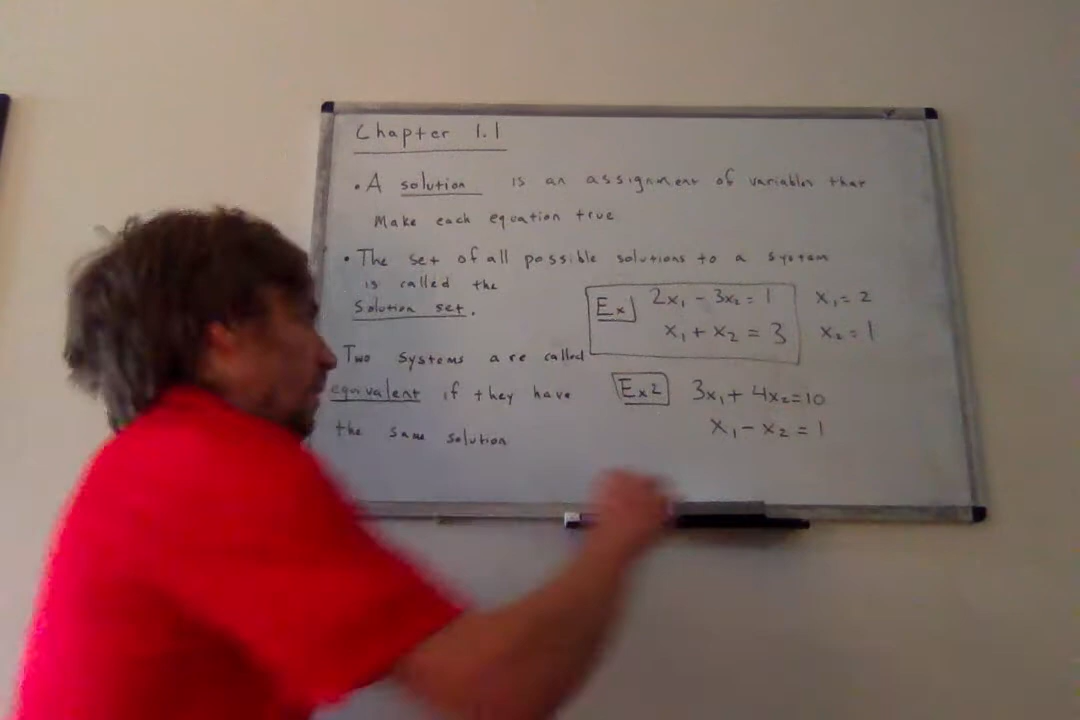 Chapter 1.1
• A solution is an assignment of variables that
Make each equation true
• The set of all possible solutions to a system
is called the
Solution set.
Ex] 2x₁ - 3x₂ = 1 x₁ = 2
x₁ + x₂ = 3 x₂ = 1
Two systems are called
equivalent if they have
the same solution
Ex2 3x₁ + 4x₂ = 10
x₁ - x₂ = 1